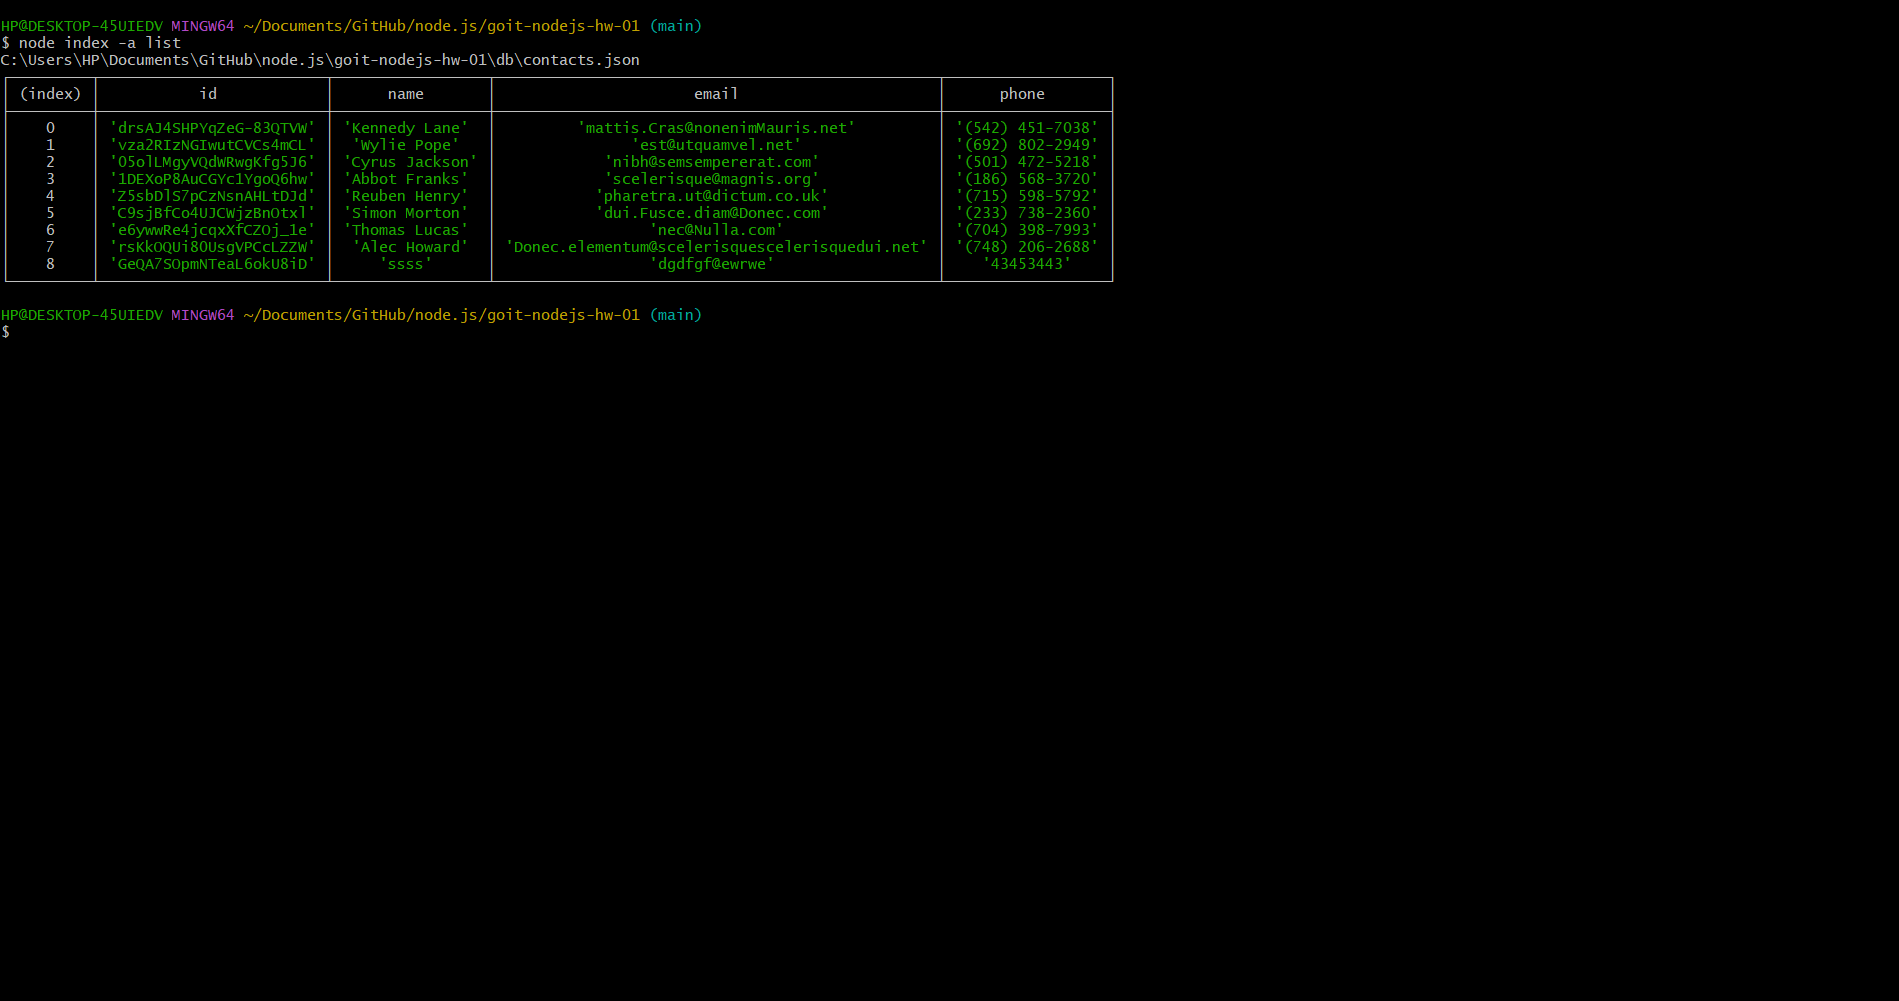 HP@DESKTOP-45UIEDV MINGW64 ~/Documents/GitHub/node.js/goit-nodejs-hw-01 (main)
$ node index -a list
C:\Users\HP\Documents\GitHub\node.js\goit-nodejs-hw-01\db\contacts.json
(index) id name email phone
0 'drsAJ4SHPYqZeG-83QTVW' 'Kennedy Lane' 'mattis.Cras@nonenimMauris.net' '(542) 451-7038'
1 'vza2RIzNGIwutCVCs4mCL' 'Wylie Pope' 'est@utquamvel.net' '(692) 802-2949'
2 '05olLMgyVQdWRwgKfg5J6' 'Cyrus Jackson' 'nibh@semsempererat.com' '(501) 472-5218'
3 '1DEXoP8AuCGYc1YgoQ6hw' 'Abbot Franks' 'scelerisque@magnis.org' '(186) 568-3720'
4 'Z5sbDlS7pCzNsnAHLtDJd' 'Reuben Henry' 'pharetra.ut@dictum.co.uk' '(715) 598-5792'
5 'C9sjBfCo4UJCWjzBnOtxl' 'Simon Morton' 'dui.Fusce.diam@Donec.com' '(233) 738-2360'
6 'e6ywwRe4jcqxXfCZOj_1e' 'Thomas Lucas' 'nec@Nulla.com' '(704) 398-7993'
7 'rsKkOQUi80UsgVPCcLZZW' 'Alec Howard' 'Donec.elementum@scelerisquescelerisquedui.net' '(748) 206-2688'
8 'GeQA7SOpmNTeaL6okU8iD' 'ssss' 'dgdfgf@ewrwe' '43453443'
HP@DESKTOP-45UIEDV MINGW64 ~/Documents/GitHub/node.js/goit-nodejs-hw-01 (main)
$